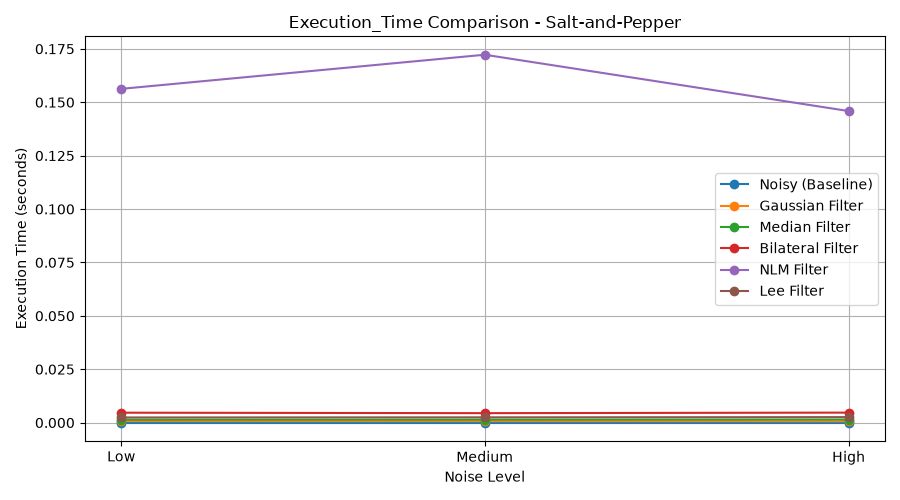 Execution_Time Comparison - Salt-and-Pepper
0.175
0.150
0.125
0.100
0.075
0.050
0.025
0.000
Execution Time (seconds)
Noisy (Baseline)
Gaussian Filter
Median Filter
Bilateral Filter
NLM Filter
Lee Filter
Low
Medium
High
Noise Level